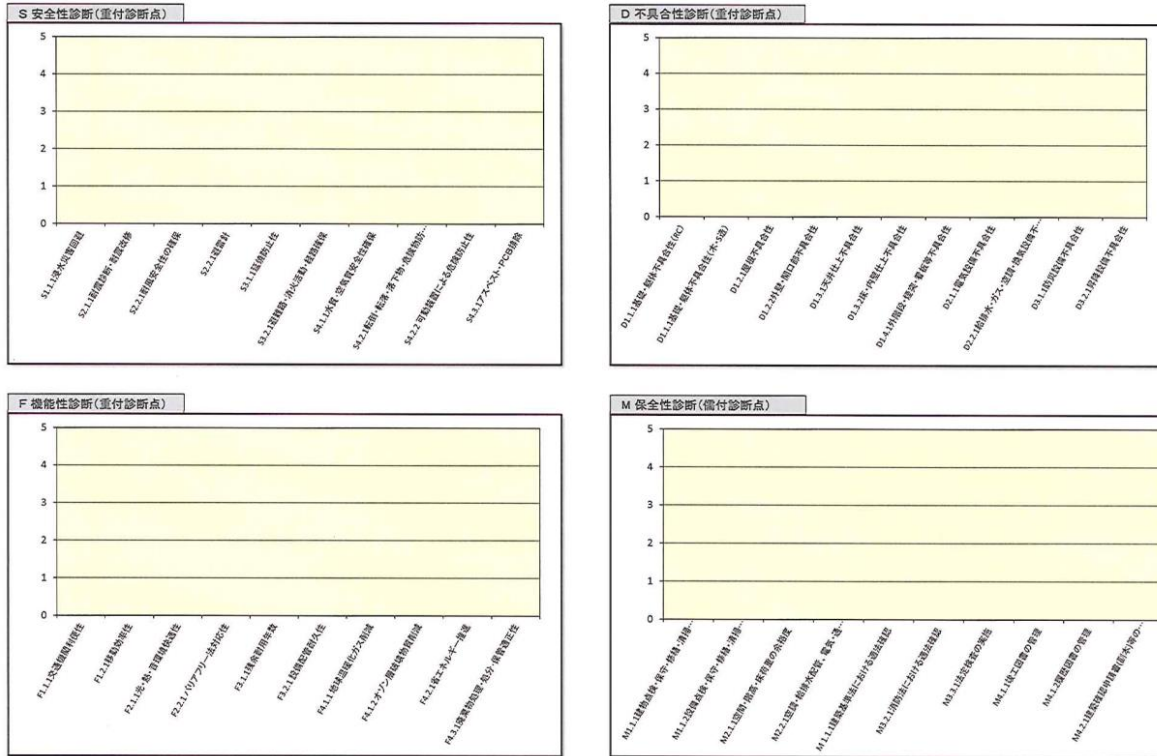 S 安全性診断(重付診断点)
5
4
3
2
1
0
S1.1.1浸水災害回避
S2.1.1耐震診断・耐震改修
S2.2.1耐風安全性の確保
S2.2.1避雷針
S3.1.1延焼防止性
S3.2.1避難路・消火活動・経路確保
S4.1.1水質・空気質安全性確保
S4.2.1転倒・転落・落下物・危険物防…
S4.2.2 可動装置による危険防止性
S4.3.1アスベスト・PCB排除
D 不具合性診断(重付診断点)
5
4
3
2
1
0
D1.1.1基礎・躯体不具合性(RC)
D1.1.1基礎・躯体不具合性(木・S造)
D1.2.1屋根不具合性
D1.2.2外壁・開口部不具合性
D1.3.1天井仕上不具合性
D1.3.2床・内壁仕上不具合性
D1.4.1外階段・煙突・看板等不具合性
D2.1.1電気設備不具合性
D2.2.1給排水・ガス・空調・換気設備不…
D3.1.1防災設備不具合性
D3.2.1昇降設備不具合性
F 機能性診断(重付診断点)
5
4
3
2
1
0
F1.1.1交通機関利便性
F1.2.1移動効率性
F2.1.1光・熱・音環境快適性
F2.2.1バリアフリー法対応性
F3.1.1残余耐用年数
F3.2.1 設備配管耐久性
F4.1.1 地球温暖化ガス削減
F4.1.2オゾン層破壊物質削減
F4.2.1省エネルギー推進
F4.3.1廃棄物処理・処分・保管適正性
M 保全性診断(儒付診断点)
5
4
3
2
1
0
M1.1.1建物点検・保守・修繕・清掃…
M1.1.2設備点検・保守・修繕・清掃…
M2.1.1空間・階高・床荷重の余裕度
M2.2.1空調・給排水配管、電気・通…
M1.1.1建築基準法における遵法確認
M3.2.1消防法における遵法確認
M3.3.1法定検査の実施
M4.1.1竣工図書の管理
M4.1.2履歴図書の管理
M4.2.1建築確認申請書(副本)等の…